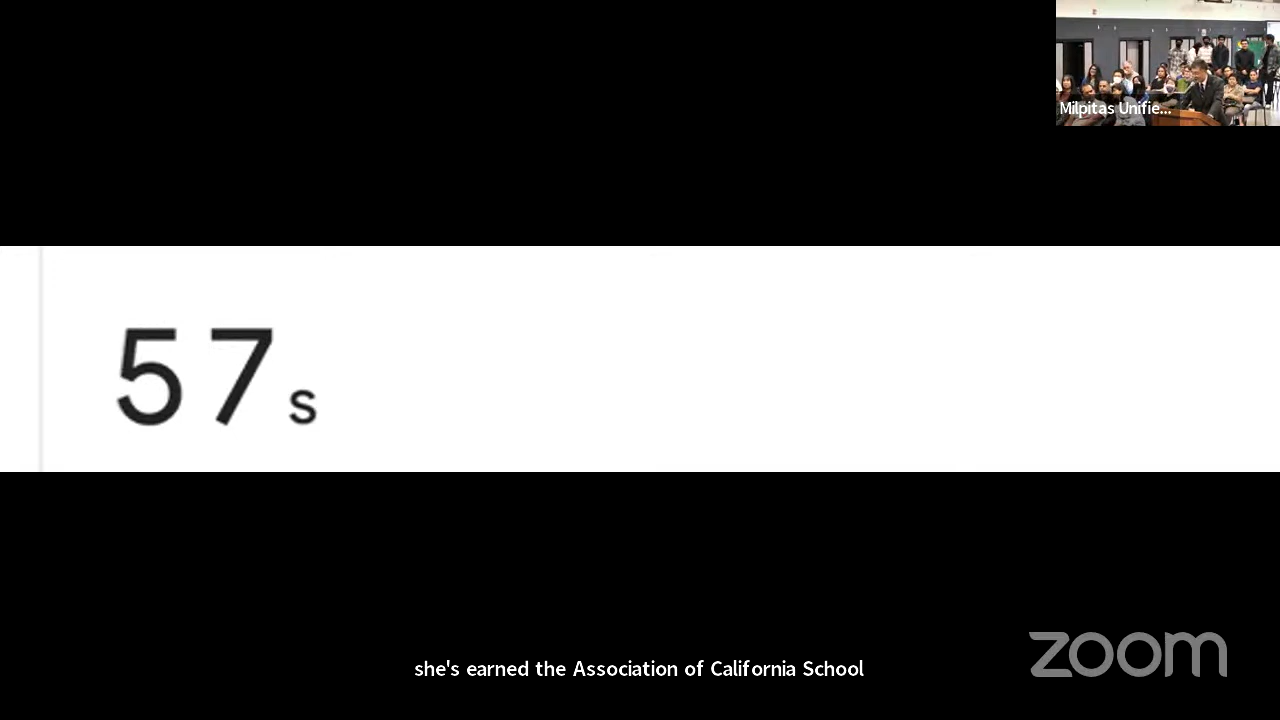 Milpitas Unifie...
57s
she's earned the Association of California School
zoom